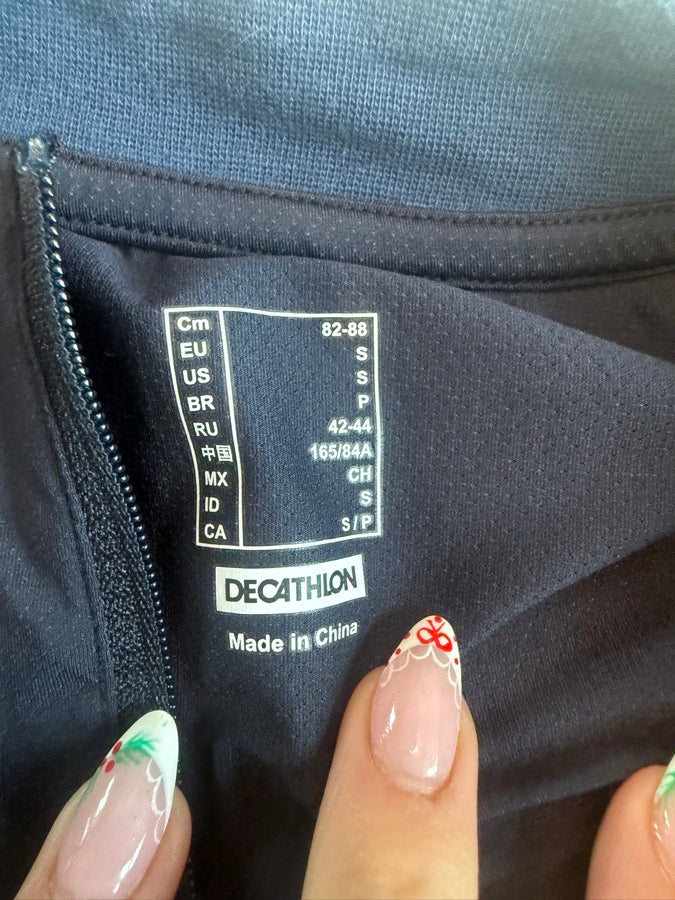 Cm 82-88
EU S
US S
BR P
RU 42-44
中国 165/84A
MX CH
ID S
CA S/P
DECATHLON
Made in China